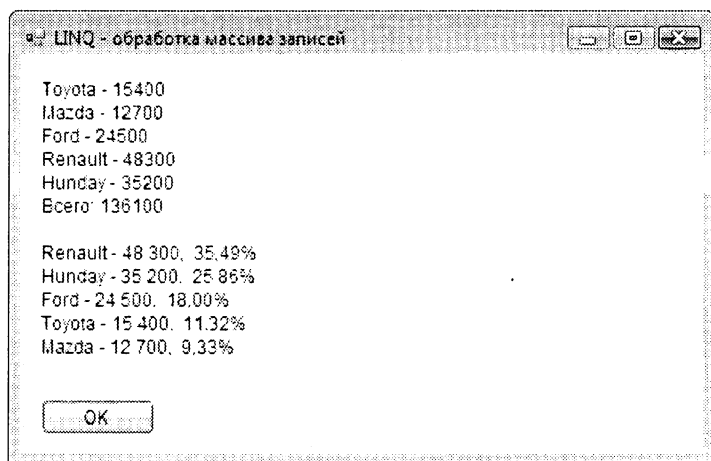 LINQ - обработка массива записей
Toyota - 15400
Mazda - 12700
Ford - 24500
Renault - 48300
Hunday - 35200
Всего: 136100
Renault - 48 300, 35,49%
Hunday - 35 200, 25,86%
Ford - 24 500, 18,00%
Toyota - 15 400, 11,32%
Mazda - 12 700, 9,33%
OK